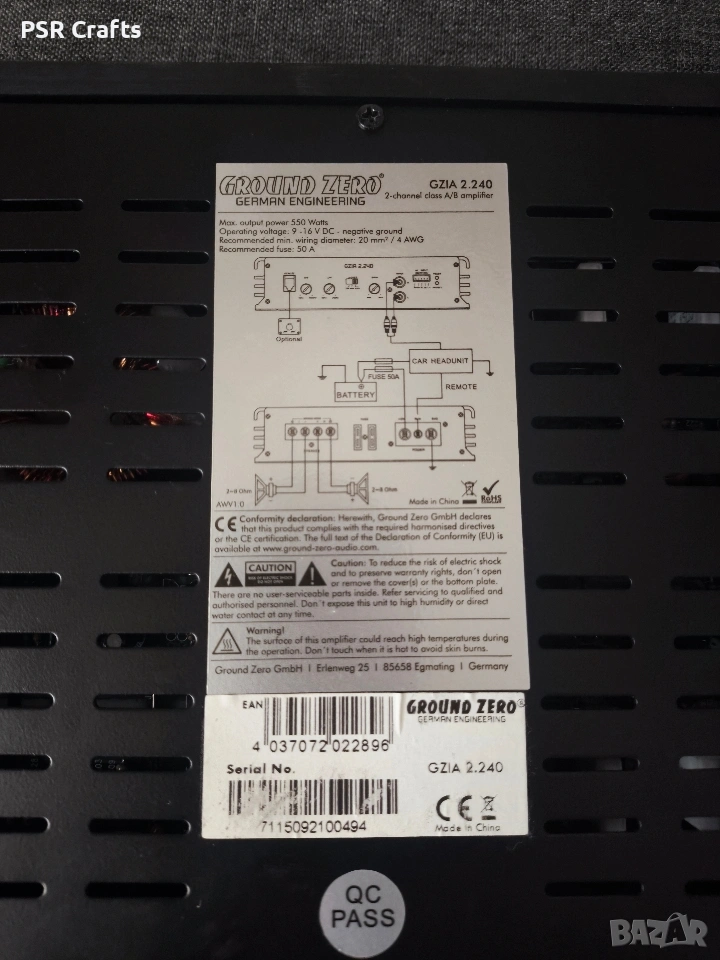 PSR Crafts
GROUND ZERO®
GERMAN ENGINEERING
GZIA 2.240
2-channel class A/B amplifier
Max. output power 550 Watts
Operating voltage: 9 -16 V DC - negative ground
Recommended min. wiring diameter: 20 mm² / 4 AWG
Recommended fuse: 50 A
GZIA 2.240
Optional
CAR HEADUNIT
FUSE 50A
BATTERY
REMOTE
2–8 Ohm
2–8 Ohm
AWV1.0
Made in China
RoHS
CE Conformity declaration: Herewith, Ground Zero GmbH declares
that this product complies with the required harmonised directives
or the CE certification. The full text of the Declaration of Conformity (EU) is
available at www.ground-zero-audio.com.
CAUTION
RISK OF ELECTRIC SHOCK
DO NOT OPEN
Caution: To reduce the risk of electric shock
and to preserve warranty rights, don´t open
or remove the cover(s) or the bottom plate.
There are no user-serviceable parts inside. Refer servicing to qualified and
authorised personnel. Don´t expose this unit to high humidity or direct
water contact at any time.
Warning!
The surface of this amplifier could reach high temperatures during
the operation. Don´t touch when it is hot to avoid skin burns.
Ground Zero GmbH I Erlenweg 25 I 85658 Egmating I Germany
EAN
4 037072 022896
GROUND ZERO®
GERMAN ENGINEERING
Serial No.
GZIA 2.240
7115092100494
CE
Made in China
QC
PASS
BAZAR